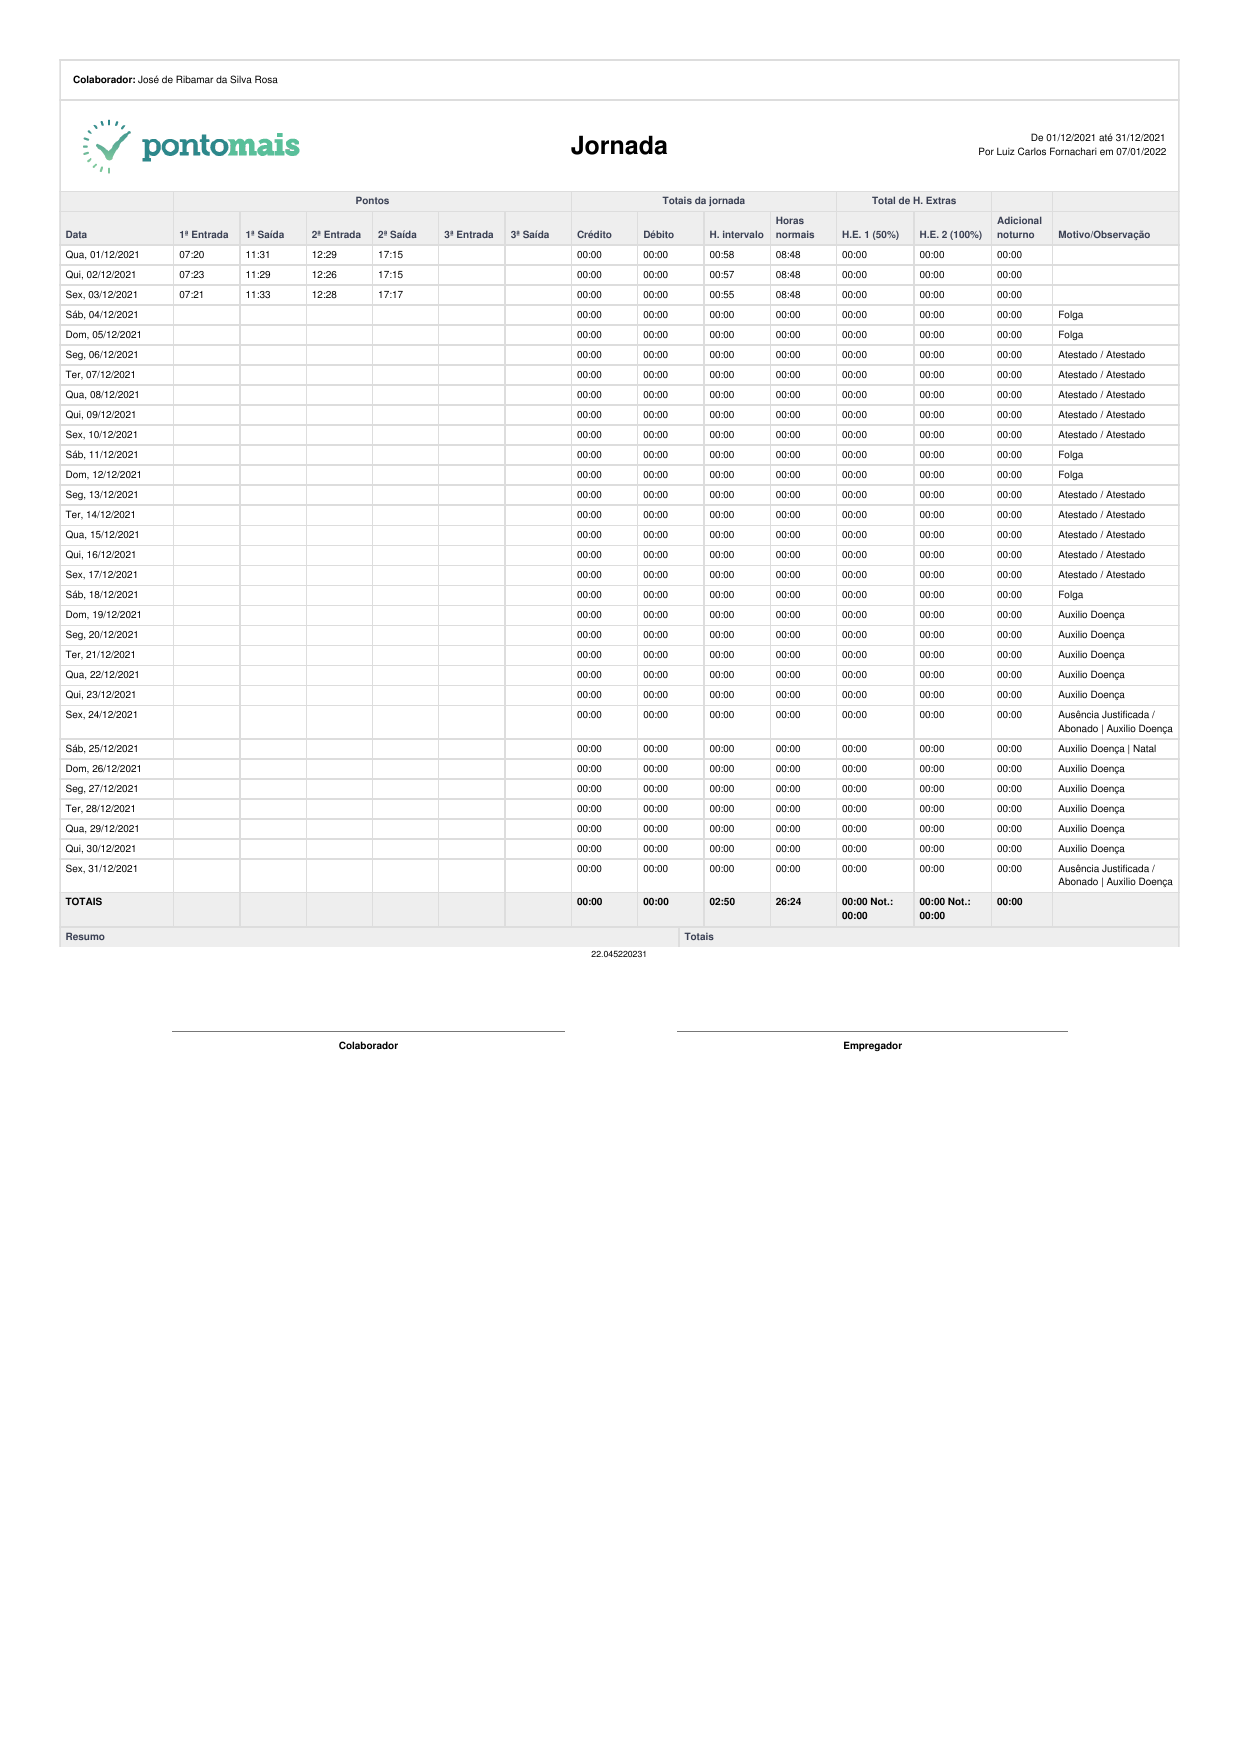 Colaborador: José de Ribamar da Silva Rosa
pontomais
Jornada
De 01/12/2021 até 31/12/2021
Por Luiz Carlos Fornachari em 07/01/2022
Pontos Totais da jornada Total de H. Extras
Data 1ª Entrada 1ª Saída 2ª Entrada 2ª Saída 3ª Entrada 3ª Saída Crédito Débito H. intervalo Horas normais H.E. 1 (50%) H.E. 2 (100%) Adicional noturno Motivo/Observação
Qua, 01/12/2021 07:20 11:31 12:29 17:15 00:00 00:00 00:58 08:48 00:00 00:00 00:00
Qui, 02/12/2021 07:23 11:29 12:26 17:15 00:00 00:00 00:57 08:48 00:00 00:00 00:00
Sex, 03/12/2021 07:21 11:33 12:28 17:17 00:00 00:00 00:55 08:48 00:00 00:00 00:00
Sáb, 04/12/2021 00:00 00:00 00:00 00:00 00:00 00:00 00:00 Folga
Dom, 05/12/2021 00:00 00:00 00:00 00:00 00:00 00:00 00:00 Folga
Seg, 06/12/2021 00:00 00:00 00:00 00:00 00:00 00:00 00:00 Atestado / Atestado
Ter, 07/12/2021 00:00 00:00 00:00 00:00 00:00 00:00 00:00 Atestado / Atestado
Qua, 08/12/2021 00:00 00:00 00:00 00:00 00:00 00:00 00:00 Atestado / Atestado
Qui, 09/12/2021 00:00 00:00 00:00 00:00 00:00 00:00 00:00 Atestado / Atestado
Sex, 10/12/2021 00:00 00:00 00:00 00:00 00:00 00:00 00:00 Atestado / Atestado
Sáb, 11/12/2021 00:00 00:00 00:00 00:00 00:00 00:00 00:00 Folga
Dom, 12/12/2021 00:00 00:00 00:00 00:00 00:00 00:00 00:00 Folga
Seg, 13/12/2021 00:00 00:00 00:00 00:00 00:00 00:00 00:00 Atestado / Atestado
Ter, 14/12/2021 00:00 00:00 00:00 00:00 00:00 00:00 00:00 Atestado / Atestado
Qua, 15/12/2021 00:00 00:00 00:00 00:00 00:00 00:00 00:00 Atestado / Atestado
Qui, 16/12/2021 00:00 00:00 00:00 00:00 00:00 00:00 00:00 Atestado / Atestado
Sex, 17/12/2021 00:00 00:00 00:00 00:00 00:00 00:00 00:00 Atestado / Atestado
Sáb, 18/12/2021 00:00 00:00 00:00 00:00 00:00 00:00 00:00 Folga
Dom, 19/12/2021 00:00 00:00 00:00 00:00 00:00 00:00 00:00 Auxilio Doença
Seg, 20/12/2021 00:00 00:00 00:00 00:00 00:00 00:00 00:00 Auxilio Doença
Ter, 21/12/2021 00:00 00:00 00:00 00:00 00:00 00:00 00:00 Auxilio Doença
Qua, 22/12/2021 00:00 00:00 00:00 00:00 00:00 00:00 00:00 Auxilio Doença
Qui, 23/12/2021 00:00 00:00 00:00 00:00 00:00 00:00 00:00 Auxilio Doença
Sex, 24/12/2021 00:00 00:00 00:00 00:00 00:00 00:00 00:00 Ausência Justificada /
Abonado | Auxilio Doença
Sáb, 25/12/2021 00:00 00:00 00:00 00:00 00:00 00:00 00:00 Auxilio Doença | Natal
Dom, 26/12/2021 00:00 00:00 00:00 00:00 00:00 00:00 00:00 Auxilio Doença
Seg, 27/12/2021 00:00 00:00 00:00 00:00 00:00 00:00 00:00 Auxilio Doença
Ter, 28/12/2021 00:00 00:00 00:00 00:00 00:00 00:00 00:00 Auxilio Doença
Qua, 29/12/2021 00:00 00:00 00:00 00:00 00:00 00:00 00:00 Auxilio Doença
Qui, 30/12/2021 00:00 00:00 00:00 00:00 00:00 00:00 00:00 Auxilio Doença
Sex, 31/12/2021 00:00 00:00 00:00 00:00 00:00 00:00 00:00 Ausência Justificada /
Abonado | Auxilio Doença
TOTAIS 00:00 00:00 02:50 26:24 00:00 Not.: 00:00 Not.: 00:00
00:00 00:00
Resumo Totais
22.045220231
Colaborador Empregador